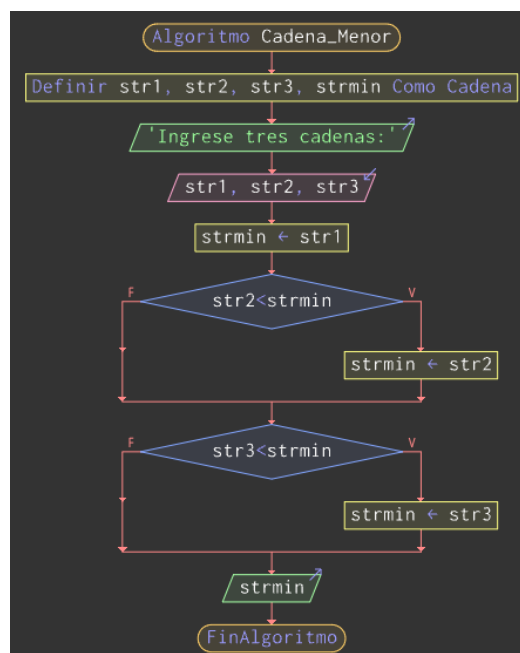 Algoritmo Cadena_Menor
Definir str1, str2, str3, strmin Como Cadena
'Ingrese tres cadenas:'
str1, str2, str3
strmin ← str1
F str2<strmin V
strmin ← str2
F str3<strmin V
strmin ← str3
strmin
FinAlgoritmo